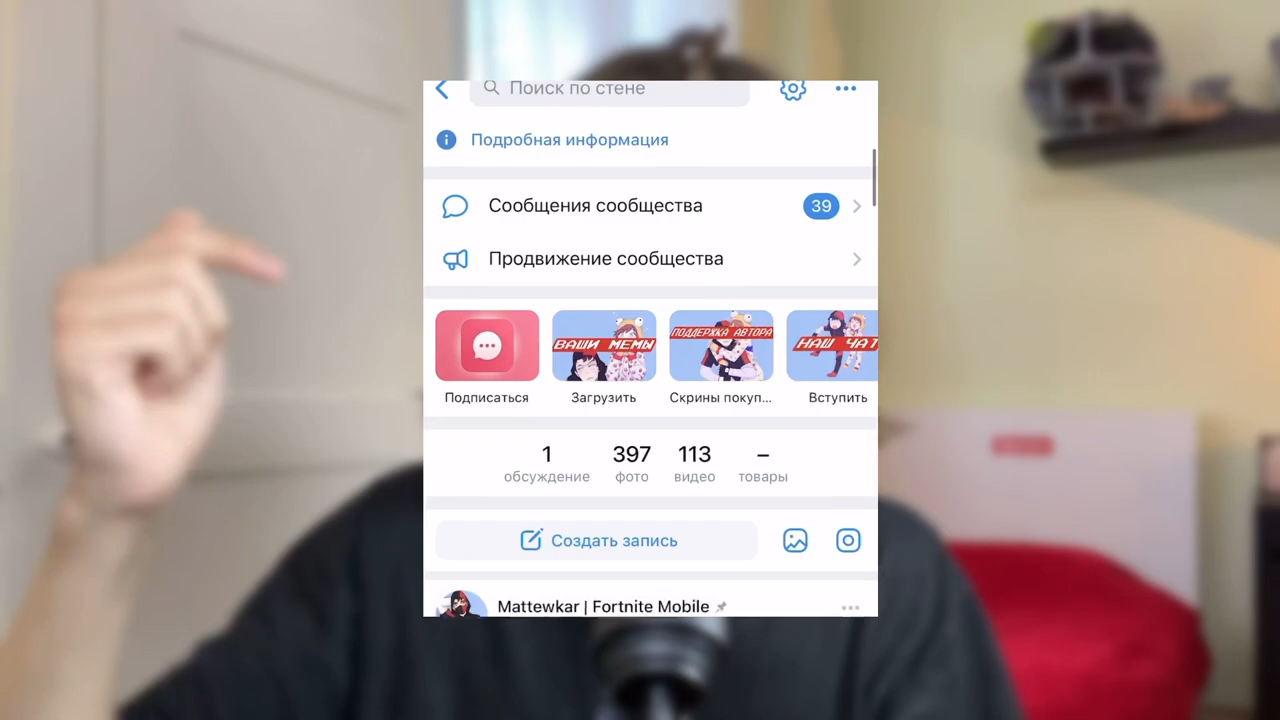 Поиск по стене
Подробная информация
Сообщения сообщества 39
Продвижение сообщества
ВАШИ МЕМЫ
ПОДДЕРЖКА АВТОРА
НАШ ЧАТ
Подписаться
Загрузить
Скрины покуп...
Вступить
1 397 113 –
обсуждение фото видео товары
Создать запись
Mattewkar | Fortnite Mobile